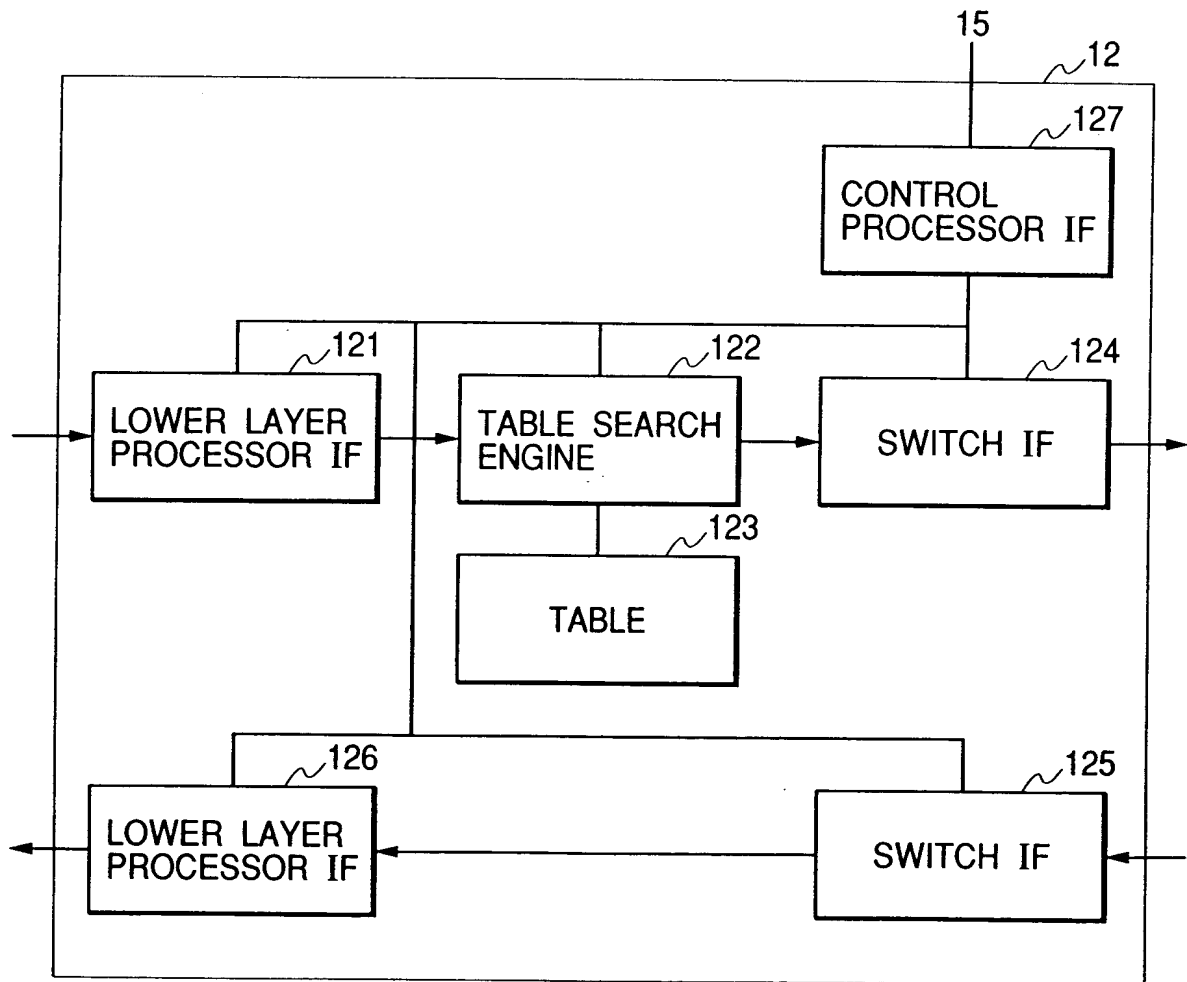 15
12
127
CONTROL
PROCESSOR IF
121
LOWER LAYER
PROCESSOR IF
122
TABLE SEARCH
ENGINE
124
SWITCH IF
123
TABLE
126
LOWER LAYER
PROCESSOR IF
125
SWITCH IF